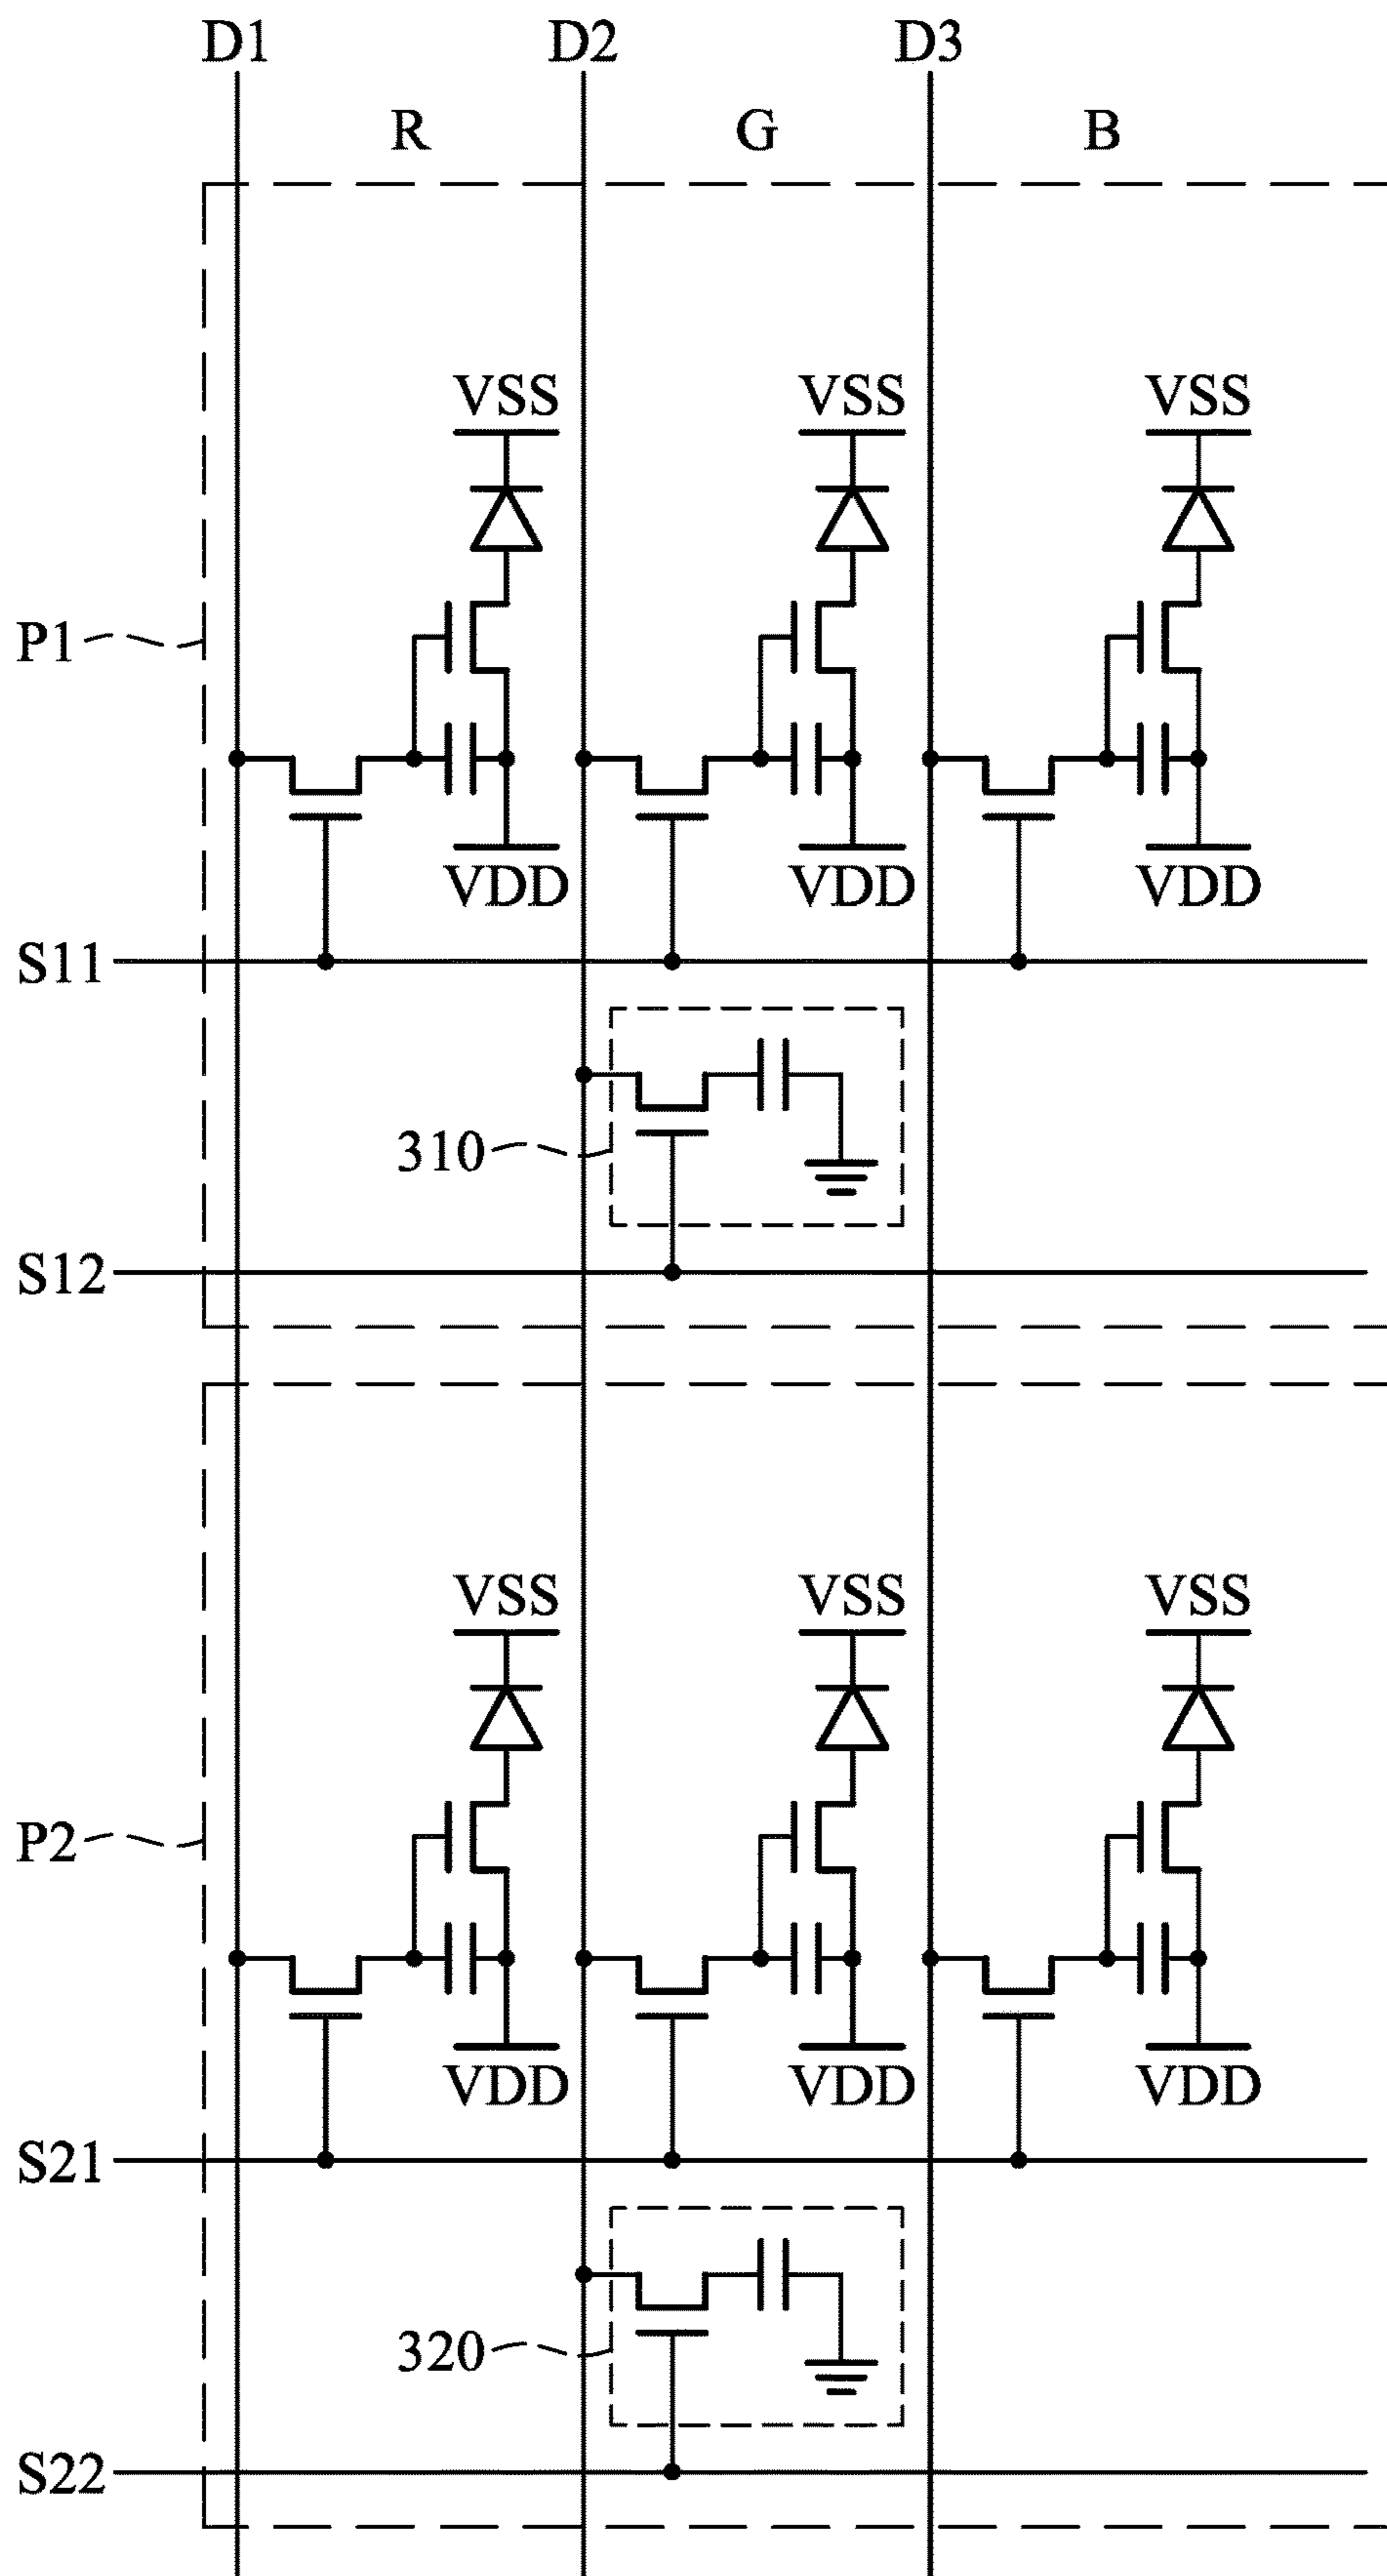 D1 D2 D3
R G B
VSS VSS VSS
P1
VDD VDD VDD
S11
310
S12
VSS VSS VSS
P2
VDD VDD VDD
S21
320
S22